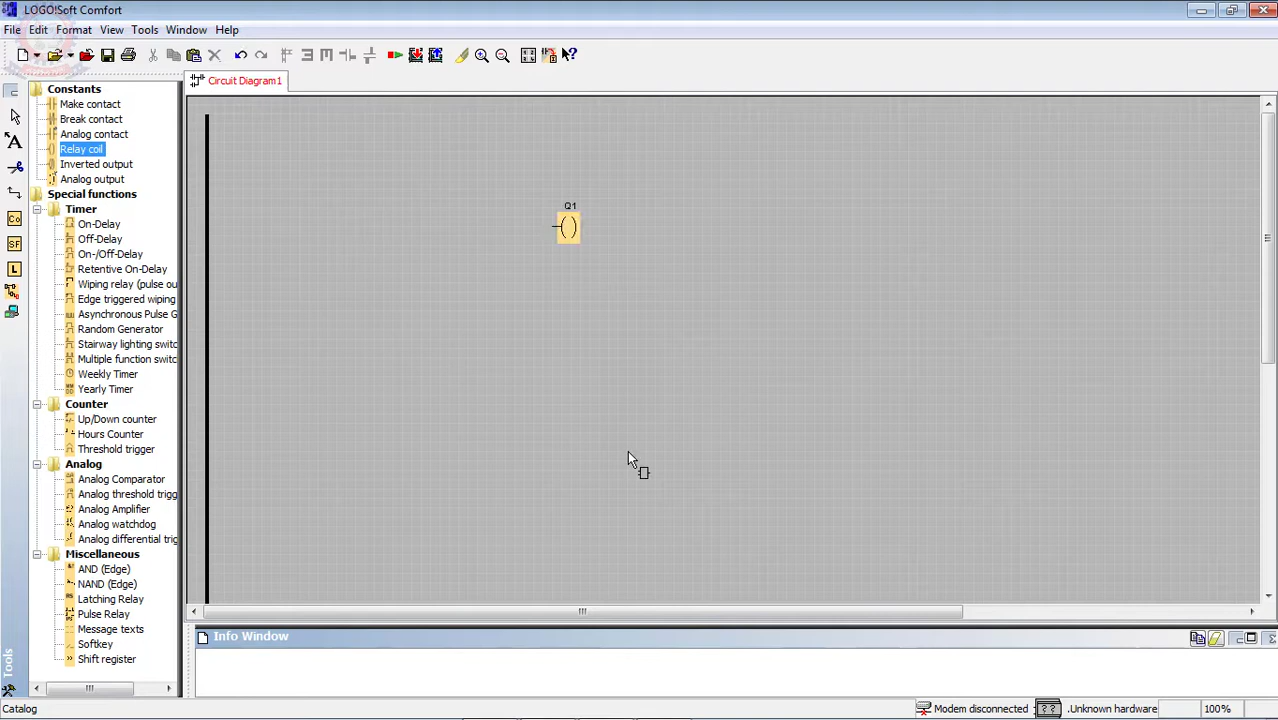 LOGO!Soft Comfort
File Edit Format View Tools Window Help
Circuit Diagram1
Constants
Make contact
Break contact
Analog contact
Relay coil
Inverted output
Analog output
Special functions
Timer
On-Delay
Off-Delay
On-/Off-Delay
Retentive On-Delay
Wiping relay (pulse ou
Edge triggered wiping
Asynchronous Pulse G
Random Generator
Stairway lighting switc
Multiple function switc
Weekly Timer
Yearly Timer
Counter
Up/Down counter
Hours Counter
Threshold trigger
Analog
Analog Comparator
Analog threshold trigg
Analog Amplifier
Analog watchdog
Analog differential trig
Miscellaneous
AND (Edge)
NAND (Edge)
Latching Relay
Pulse Relay
Message texts
Softkey
Shift register
A
Co
SF
L
Tools
Q1
( )
Info Window
Catalog
Modem disconnected
? ?
.Unknown hardware
100%